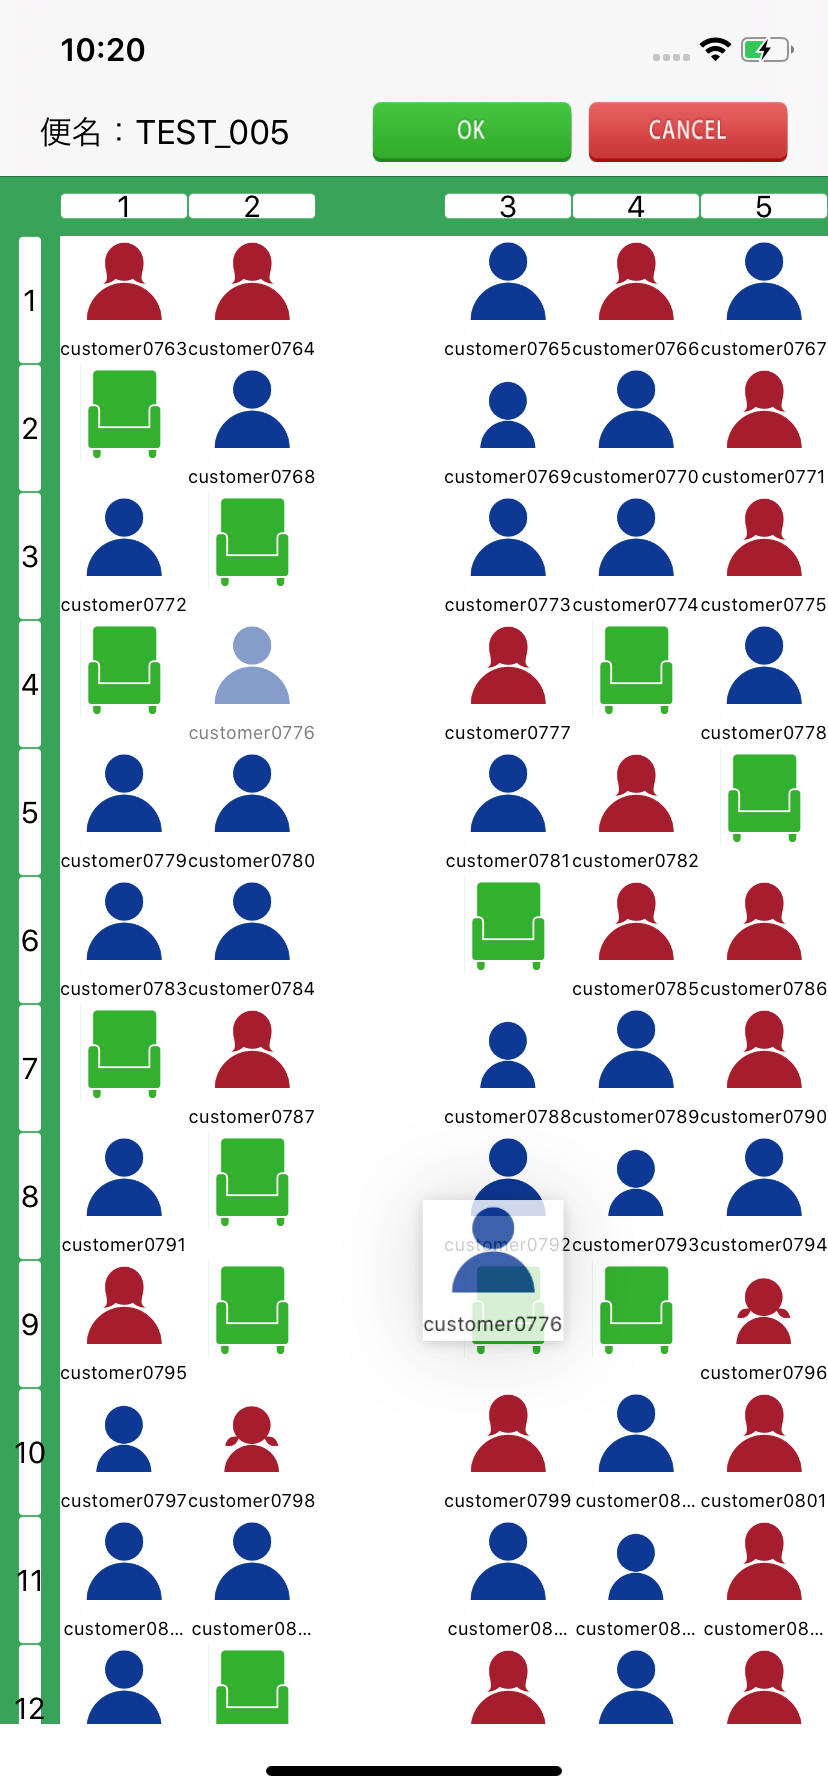 10:20
便名：TEST_005
OK
CANCEL
1 2 3 4 5
1
customer0763 customer0764 customer0765 customer0766 customer0767
2
customer0768 customer0769 customer0770 customer0771
3
customer0772 customer0773 customer0774 customer0775
4
customer0776 customer0777 customer0778
5
customer0779 customer0780 customer0781 customer0782
6
customer0783 customer0784 customer0785 customer0786
7
customer0787 customer0788 customer0789 customer0790
8
customer0791 customer0792 customer0793 customer0794
9
customer0776
customer0795 customer0796
10
customer0797 customer0798 customer0799 customer08... customer0801
11
customer08... customer08... customer08... customer08... customer08...
12